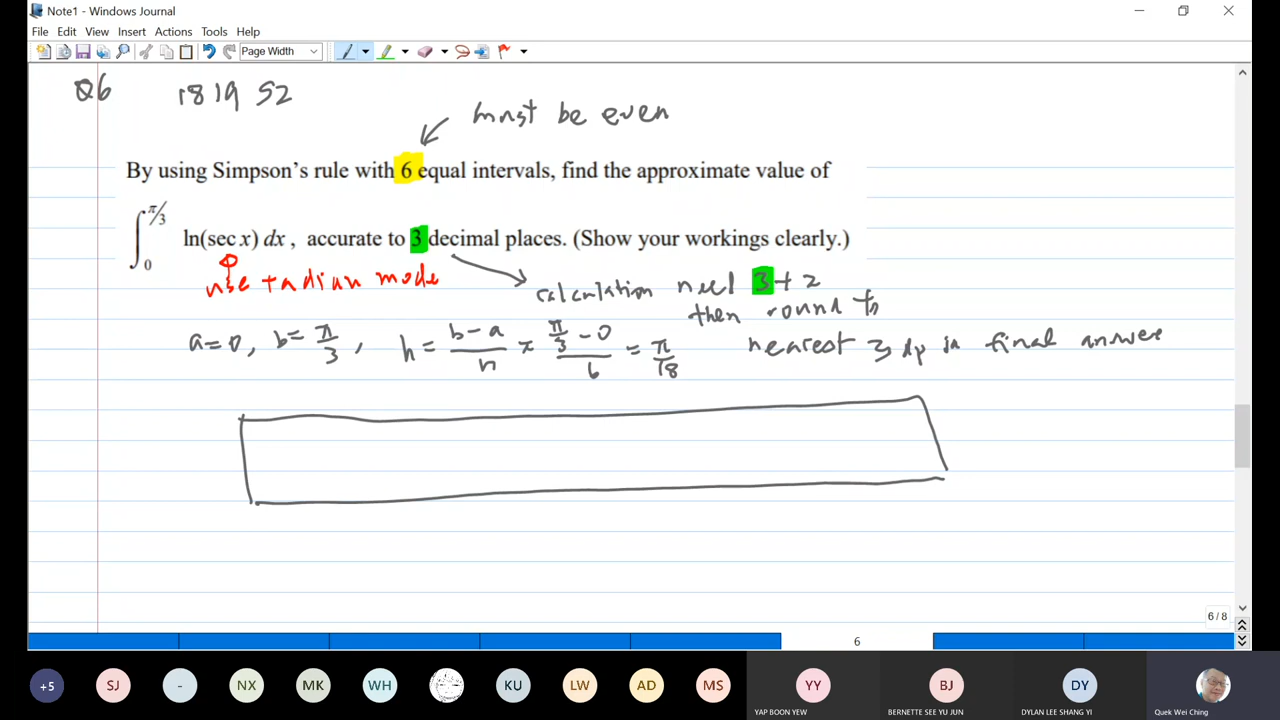 Note1 - Windows Journal
File Edit View Insert Actions Tools Help
Page Width
Q6 1819 S2
must be even
By using Simpson's rule with 6 equal intervals, find the approximate value of
∫₀^(π/3) ln(sec x) dx, accurate to 3 decimal places. (Show your workings clearly.)
use radian mode
calculation need 3+2
then round to
nearest 3 dp in final answer
a=0, b=π/3, h = (b-a)/n = (π/3 - 0)/6 = π/18
6 / 8
6
+5 SJ - NX MK WH KU LW AD MS YY BJ DY
YAP BOON YEW BERNETTE SEE YU JUN DYLAN LEE SHANG YI Quek Wei Ching